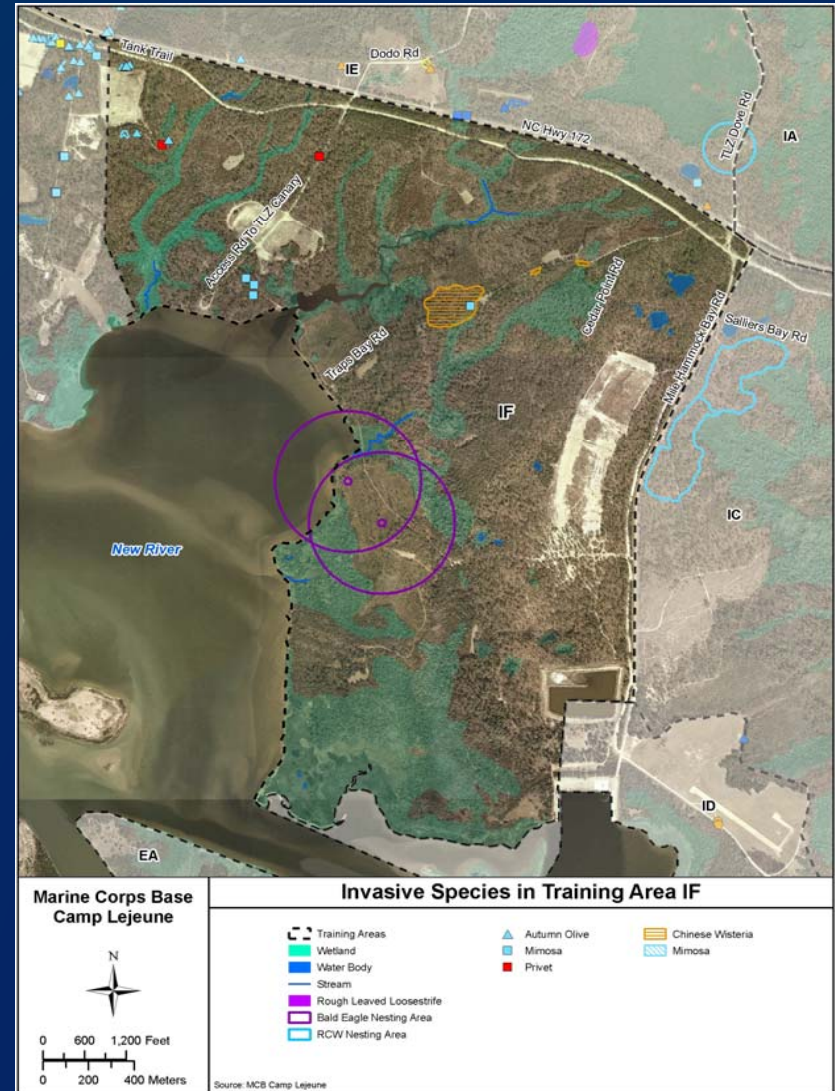 Tank Trail
Dodo Rd
IE
NC Hwy 172
TLZ Dove Rd
IA
Access Rd To TLZ Canary
Cedar Point Rd
Traps Bay Rd
Mile Hammock Bay Rd
Salliers Bay Rd
IF
IC
New River
ID
EA
Marine Corps Base
Camp Lejeune
N
0 600 1,200 Feet
0 200 400 Meters
Invasive Species in Training Area IF
Training Areas
Wetland
Water Body
Stream
Rough Leaved Loosestrife
Bald Eagle Nesting Area
RCW Nesting Area
Autumn Olive
Mimosa
Privet
Chinese Wisteria
Mimosa
Source: MCB Camp Lejeune